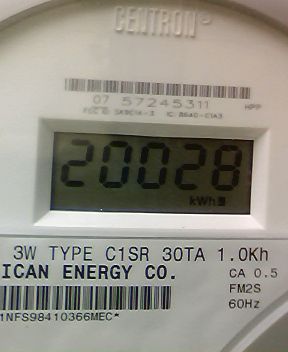 CENTRON
07 57245311 HPP
20028
kWh
3W TYPE C1SR 30TA 1.0Kh
ICAN ENERGY CO. CA 0.5
FM2S
60Hz
1NFS98410366MEC*